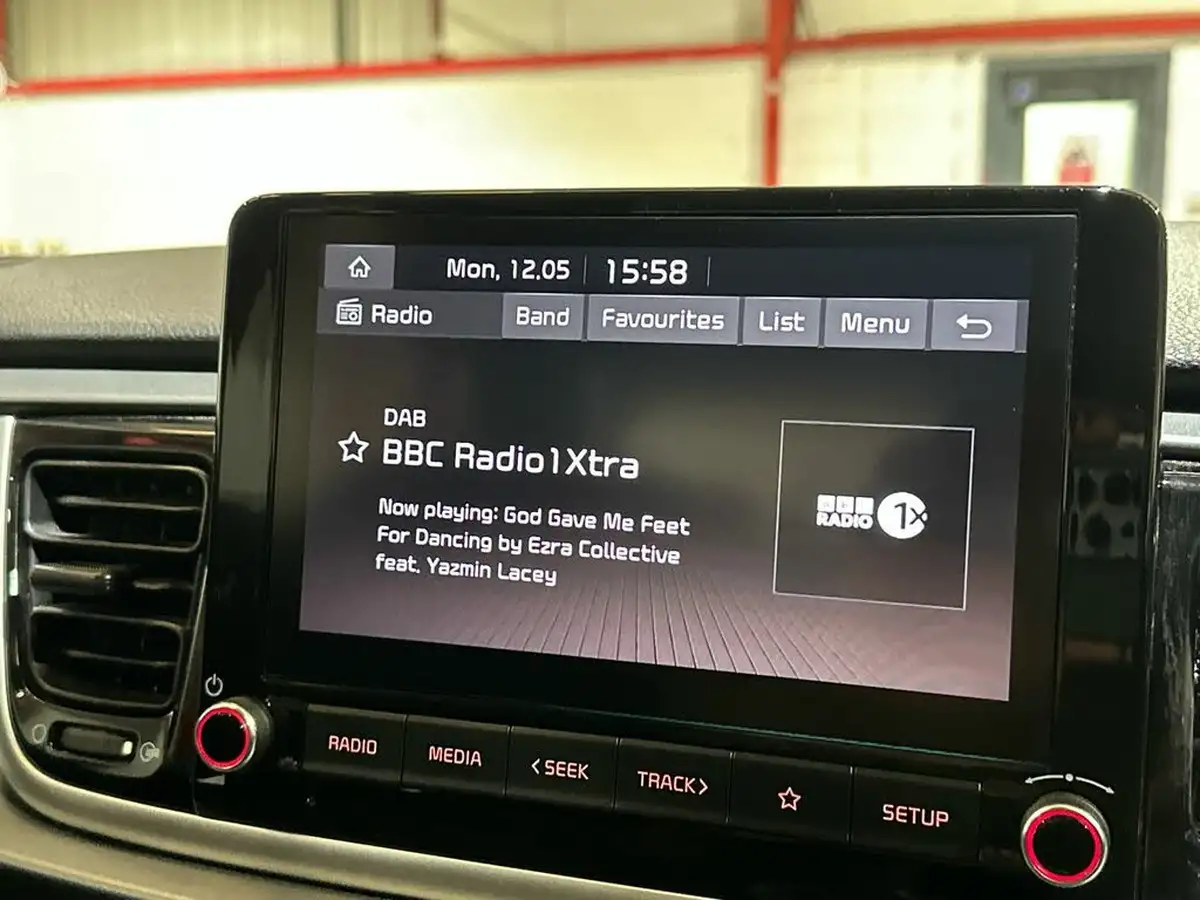 Mon, 12.05 15:58
Radio Band Favourites List Menu
DAB
BBC Radio1Xtra
Now playing: God Gave Me Feet
For Dancing by Ezra Collective
feat. Yazmin Lacey
BBC
RADIO 1X
RADIO MEDIA <SEEK TRACK> SETUP